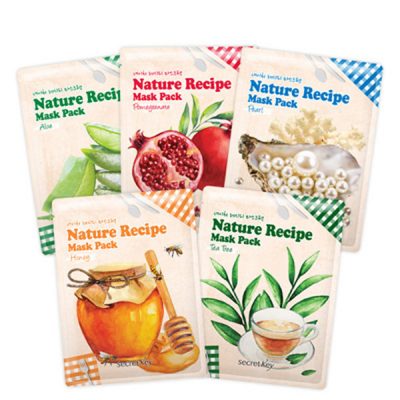 Nature Recipe
Mask Pack
Aloe
Nature Recipe
Mask Pack
Pomegranate
Nature Recipe
Mask Pack
Pearl
Nature Recipe
Mask Pack
Honey
secretKey
Nature Recipe
Mask Pack
Tea Tree
secretKey